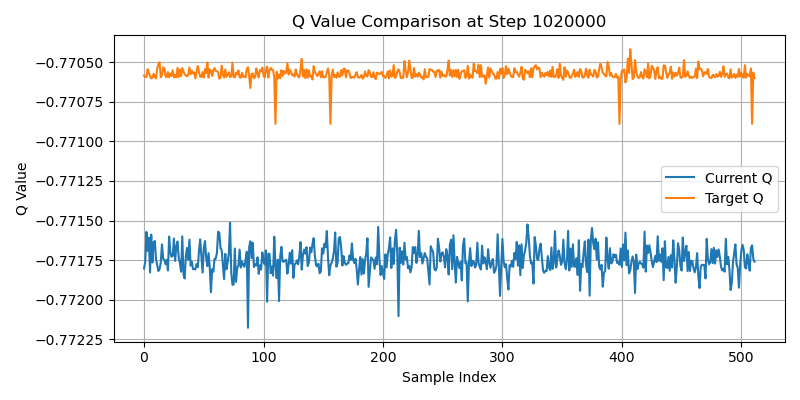 Q Value Comparison at Step 1020000
Q Value
−0.77050
−0.77075
−0.77100
−0.77125
−0.77150
−0.77175
−0.77200
−0.77225
Current Q
Target Q
0
100
200
300
400
500
Sample Index